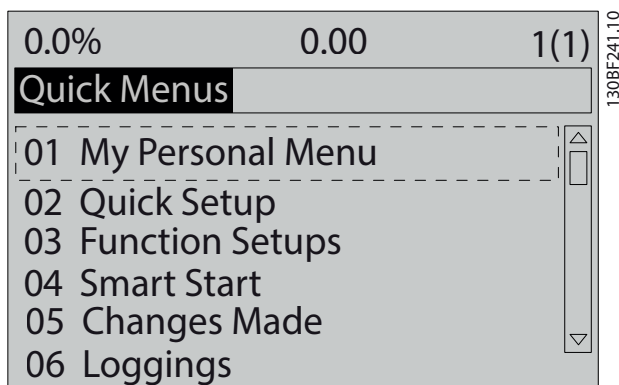 0.0% 0.00 1(1)
Quick Menus
01 My Personal Menu
02 Quick Setup
03 Function Setups
04 Smart Start
05 Changes Made
06 Loggings
130BF241.10